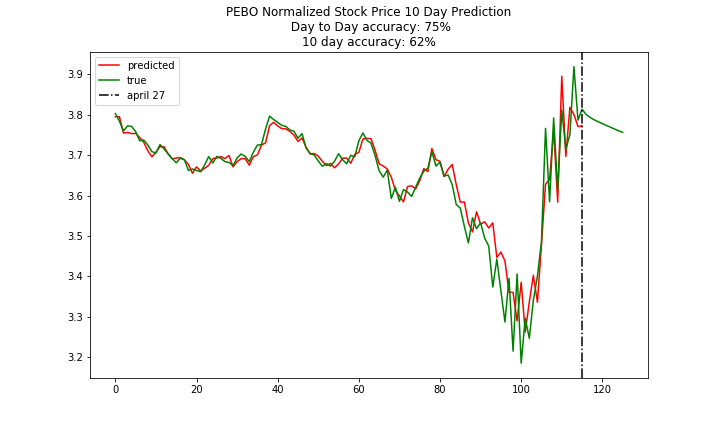 PEBO Normalized Stock Price 10 Day Prediction
Day to Day accuracy: 75%
10 day accuracy: 62%
predicted
true
april 27
3.9
3.8
3.7
3.6
3.5
3.4
3.3
3.2
0 20 40 60 80 100 120